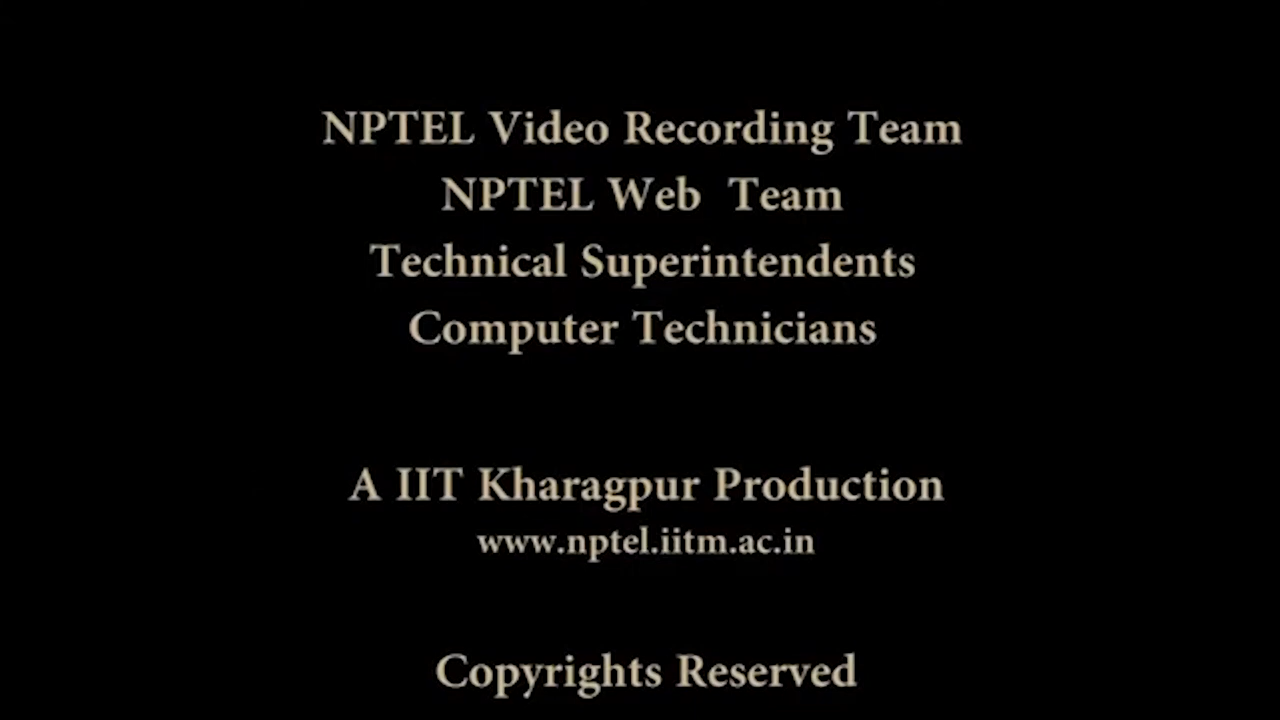 NPTEL Video Recording Team
NPTEL Web Team
Technical Superintendents
Computer Technicians
A IIT Kharagpur Production
www.nptel.iitm.ac.in
Copyrights Reserved